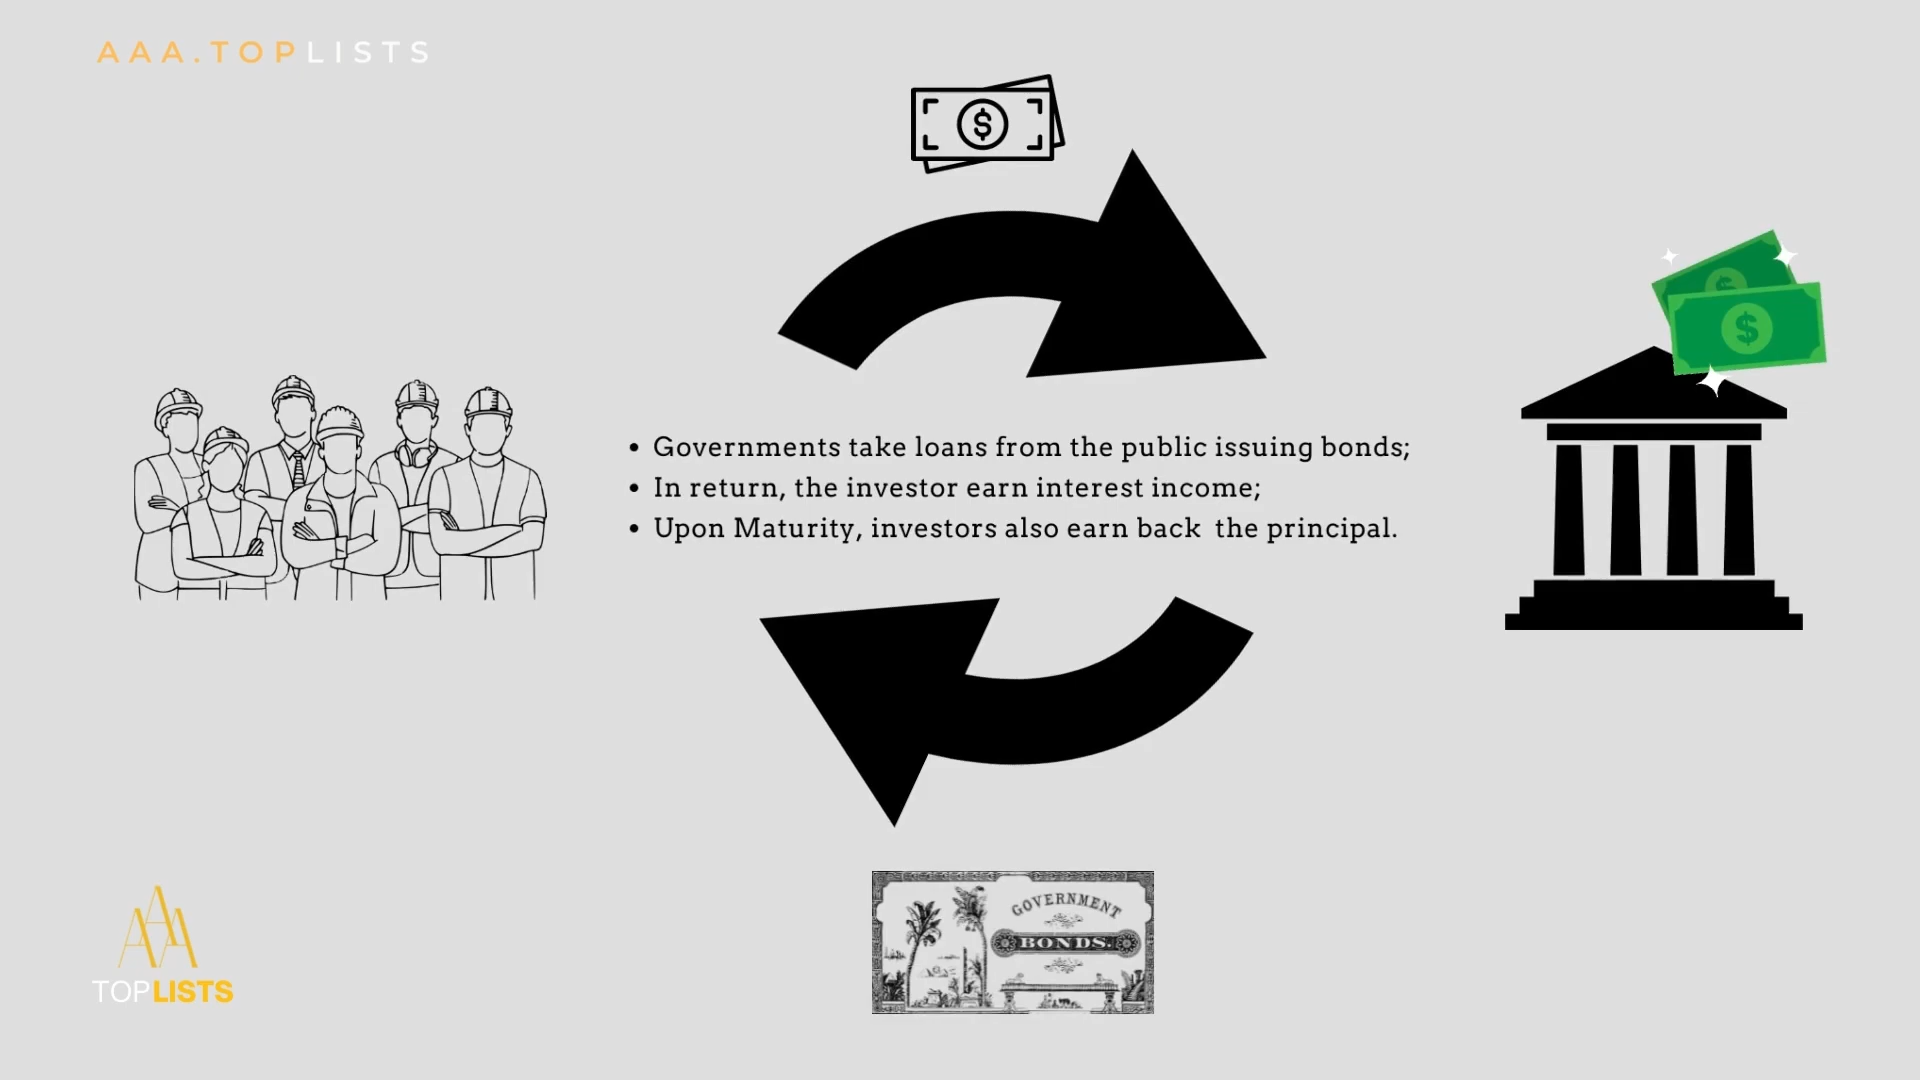 AAA.TOPLISTS
$
$
$
• Governments take loans from the public issuing bonds;
• In return, the investor earn interest income;
• Upon Maturity, investors also earn back the principal.
GOVERNMENT
BONDS.
AAA
TOPLISTS